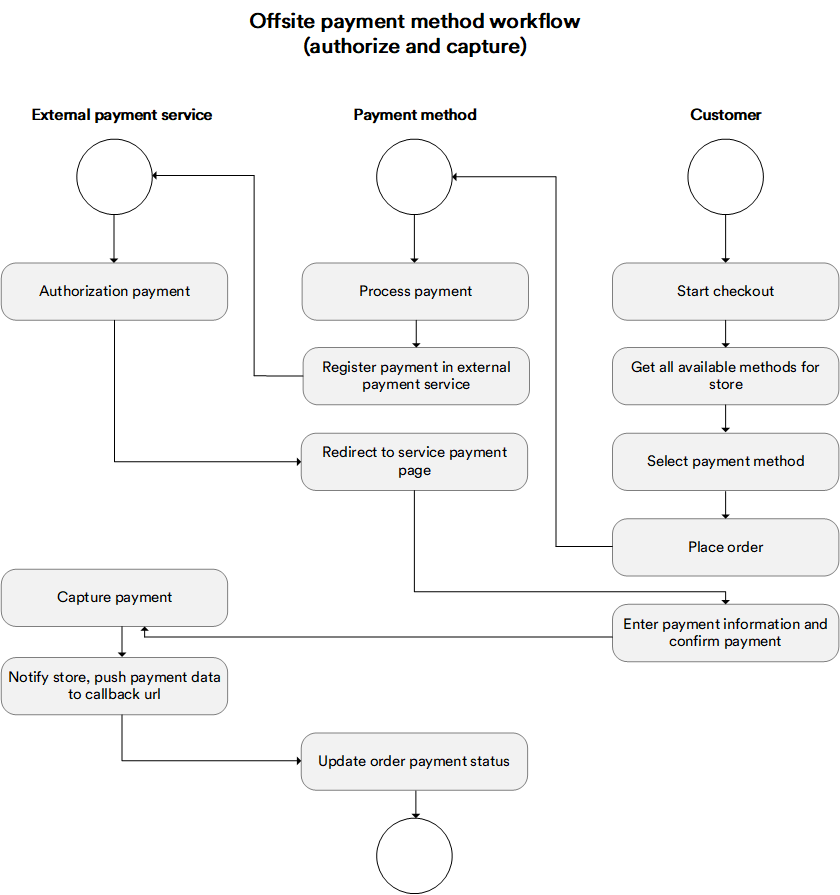 Offsite payment method workflow
(authorize and capture)
External payment service
Payment method
Customer
Authorization payment
Process payment
Start checkout
Register payment in external
payment service
Get all available methods for
store
Redirect to service payment
page
Select payment method
Place order
Capture payment
Enter payment information and
confirm payment
Notify store, push payment data
to callback url
Update order payment status